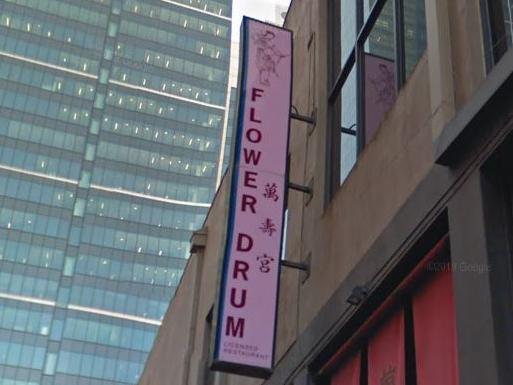 FLOWER DRUM
萬壽宮
LICENSED
RESTAURANT
©2019 Google